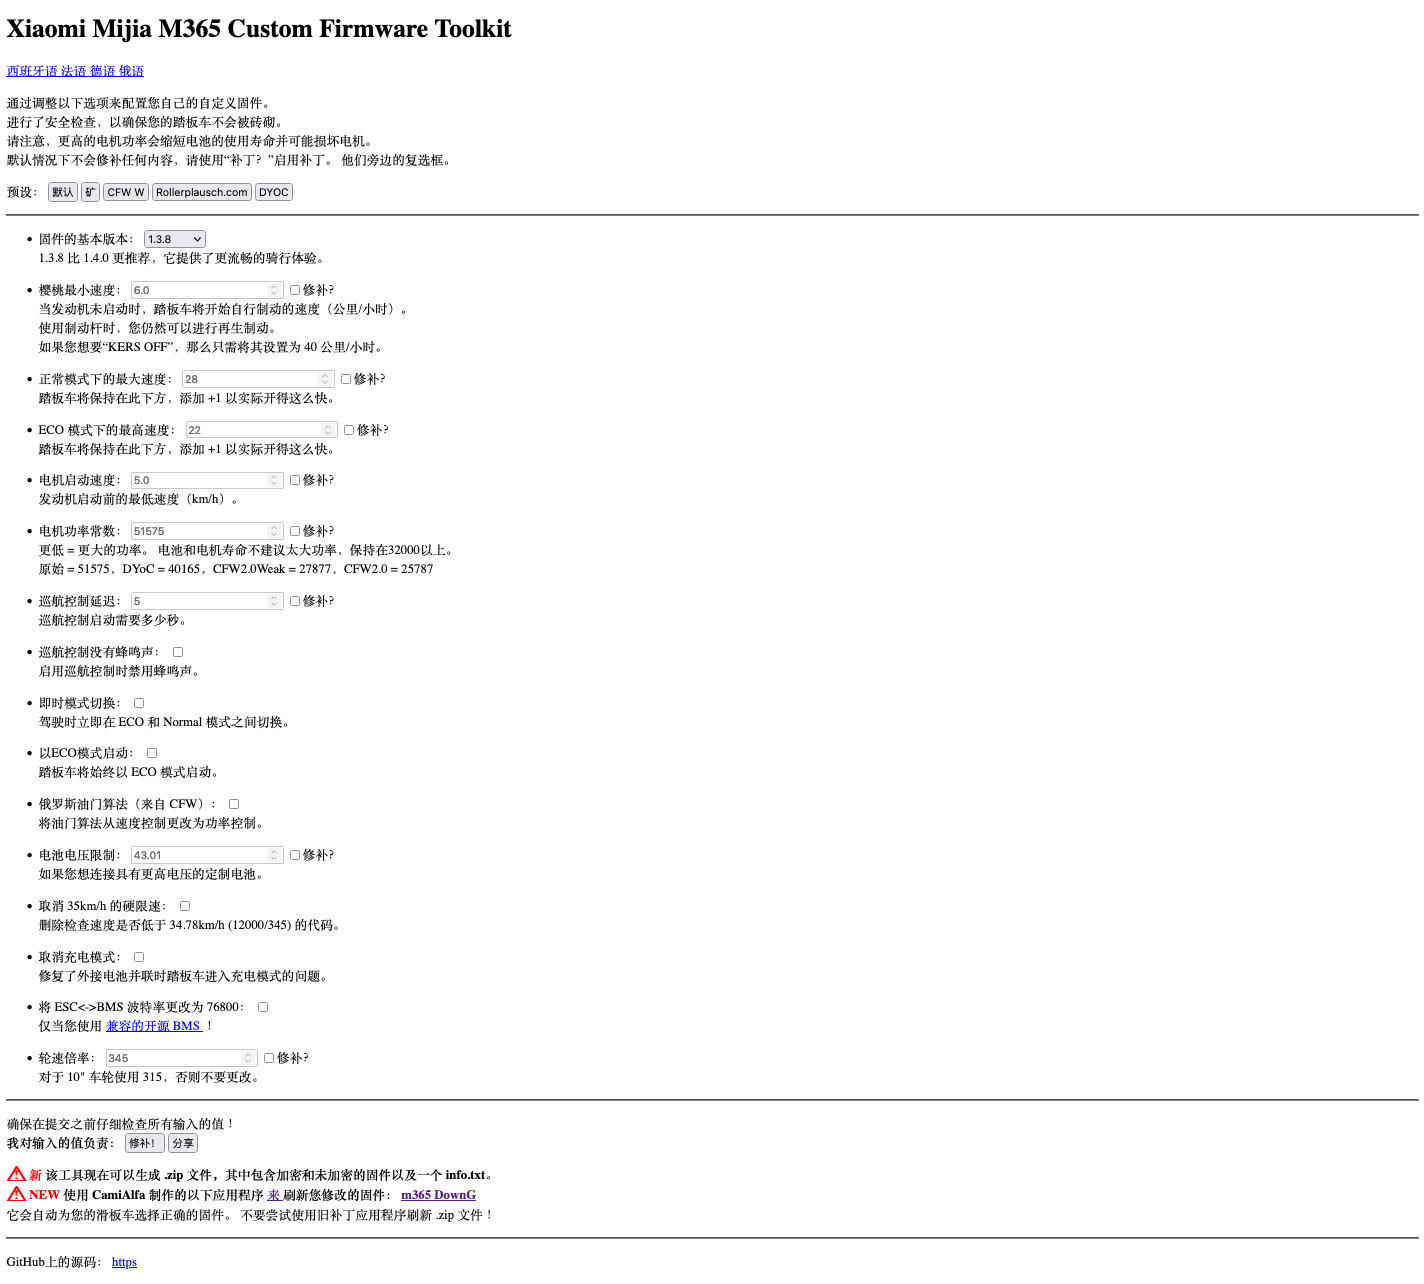 Xiaomi Mijia M365 Custom Firmware Toolkit
西班牙语 法语 德语 俄语
通过调整以下选项来配置您自己的自定义固件。
进行了安全检查，以确保您的踏板车不会被砖砌。
请注意，更高的电机功率会缩短电池的使用寿命并可能损坏电机。
默认情况下不会修补任何内容，请使用“补丁？”启用补丁。 他们旁边的复选框。
预设： 默认 矿 CFW W Rollerplausch.com DYOC
• 固件的基本版本： 1.3.8
1.3.8 比 1.4.0 更推荐，它提供了更流畅的骑行体验。
• 樱桃最小速度： 6.0 修补?
当发动机未启动时，踏板车将开始自行制动的速度（公里/小时）。
使用制动杆时，您仍然可以进行再生制动。
如果您想要“KERS OFF”，那么只需将其设置为 40 公里/小时。
• 正常模式下的最大速度： 28 修补?
踏板车将保持在此下方，添加 +1 以实际开得这么快。
• ECO 模式下的最高速度： 22 修补?
踏板车将保持在此下方，添加 +1 以实际开得这么快。
• 电机启动速度： 5.0 修补?
发动机启动前的最低速度（km/h）。
• 电机功率常数： 51575 修补?
更低 = 更大的功率。 电池和电机寿命不建议太大功率，保持在32000以上。
原始 = 51575，DYoC = 40165，CFW2.0Weak = 27877，CFW2.0 = 25787
• 巡航控制延迟： 5 修补?
巡航控制启动需要多少秒。
• 巡航控制没有蜂鸣声：
启用巡航控制时禁用蜂鸣声。
• 即时模式切换：
驾驶时立即在 ECO 和 Normal 模式之间切换。
• 以ECO模式启动：
踏板车将始终以 ECO 模式启动。
• 俄罗斯油门算法（来自 CFW）：
将油门算法从速度控制更改为功率控制。
• 电池电压限制： 43.01 修补?
如果您想连接具有更高电压的定制电池。
• 取消 35km/h 的硬限速：
删除检查速度是否低于 34.78km/h (12000/345) 的代码。
• 取消充电模式：
修复了外接电池并联时踏板车进入充电模式的问题。
• 将 ESC<->BMS 波特率更改为 76800：
仅当您使用 兼容的开源 BMS ！
• 轮速倍率： 345 修补?
对于 10" 车轮使用 315，否则不要更改。
确保在提交之前仔细检查所有输入的值！
我对输入的值负责： 修补！ 分享
⚠ 新 该工具现在可以生成 .zip 文件，其中包含加密和未加密的固件以及一个 info.txt。
⚠ NEW 使用 CamiAlfa 制作的以下应用程序 来 刷新您修改的固件： m365 DownG
它会自动为您的滑板车选择正确的固件。 不要尝试使用旧补丁应用程序刷新 .zip 文件！
GitHub上的源码： https